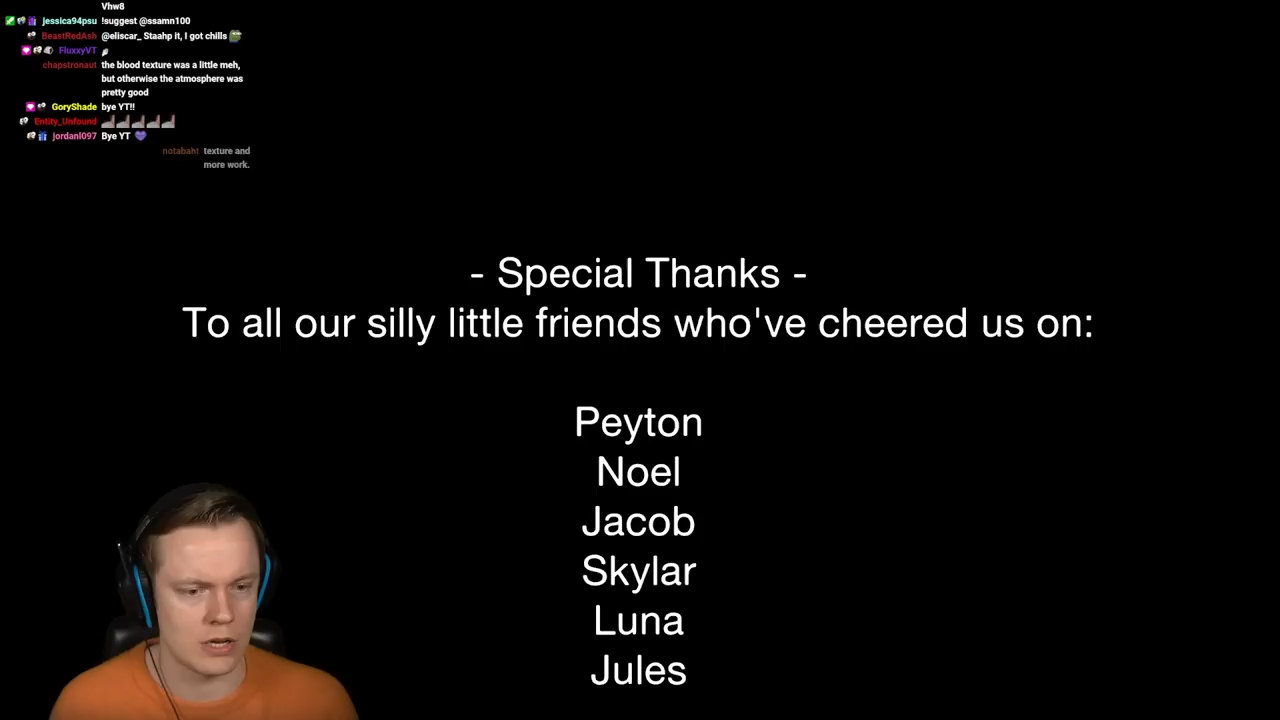 Vhw8
jessica94psu !suggest @ssamn100
BeastRedAsh @eliscar_ Staahp it, I got chills
FluxxyVT
chapstronaut the blood texture was a little meh,
but otherwise the atmosphere was
pretty good
GoryShade bye YT!!
Entity_Unfound
jordanl097 Bye YT
notabah! texture and
more work.
- Special Thanks -
To all our silly little friends who've cheered us on:
Peyton
Noel
Jacob
Skylar
Luna
Jules